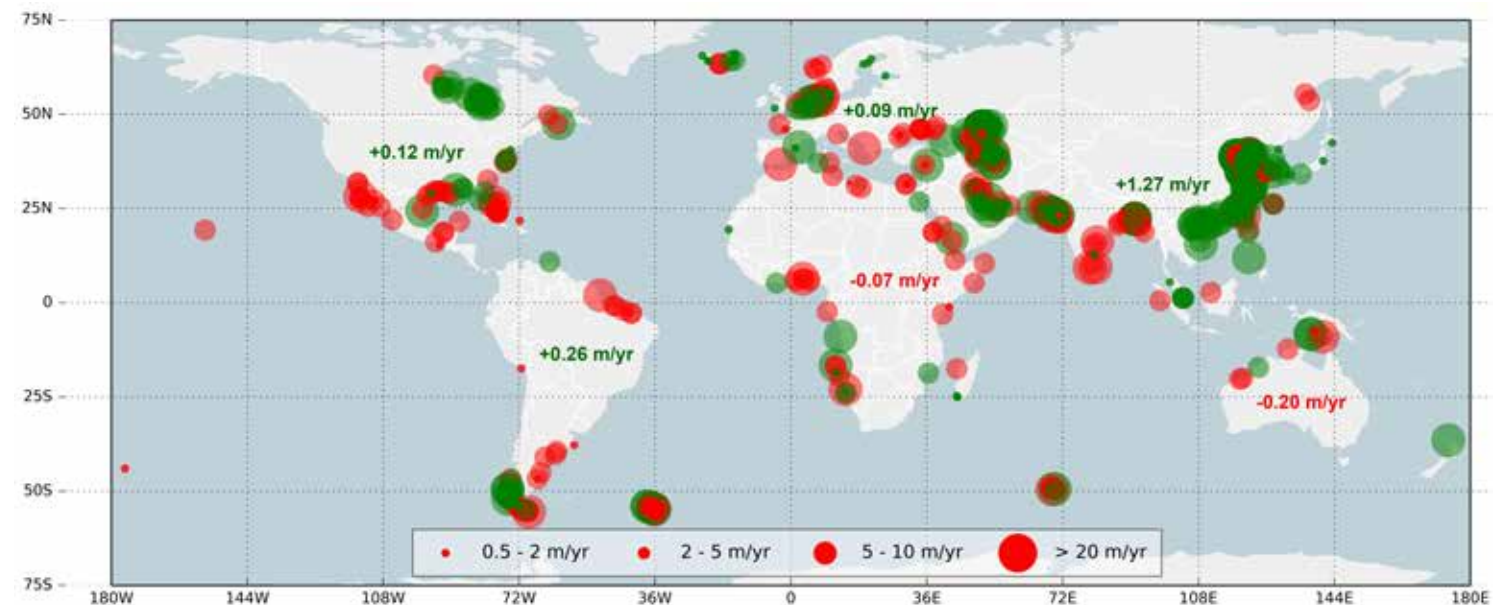 75N
50N
+0.09 m/yr
+0.12 m/yr
+1.27 m/yr
25N
-0.07 m/yr
0
+0.26 m/yr
25S
-0.20 m/yr
50S
0.5 - 2 m/yr 2 - 5 m/yr 5 - 10 m/yr > 20 m/yr
75S
180W 144W 108W 72W 36W 0 36E 72E 108E 144E 180E